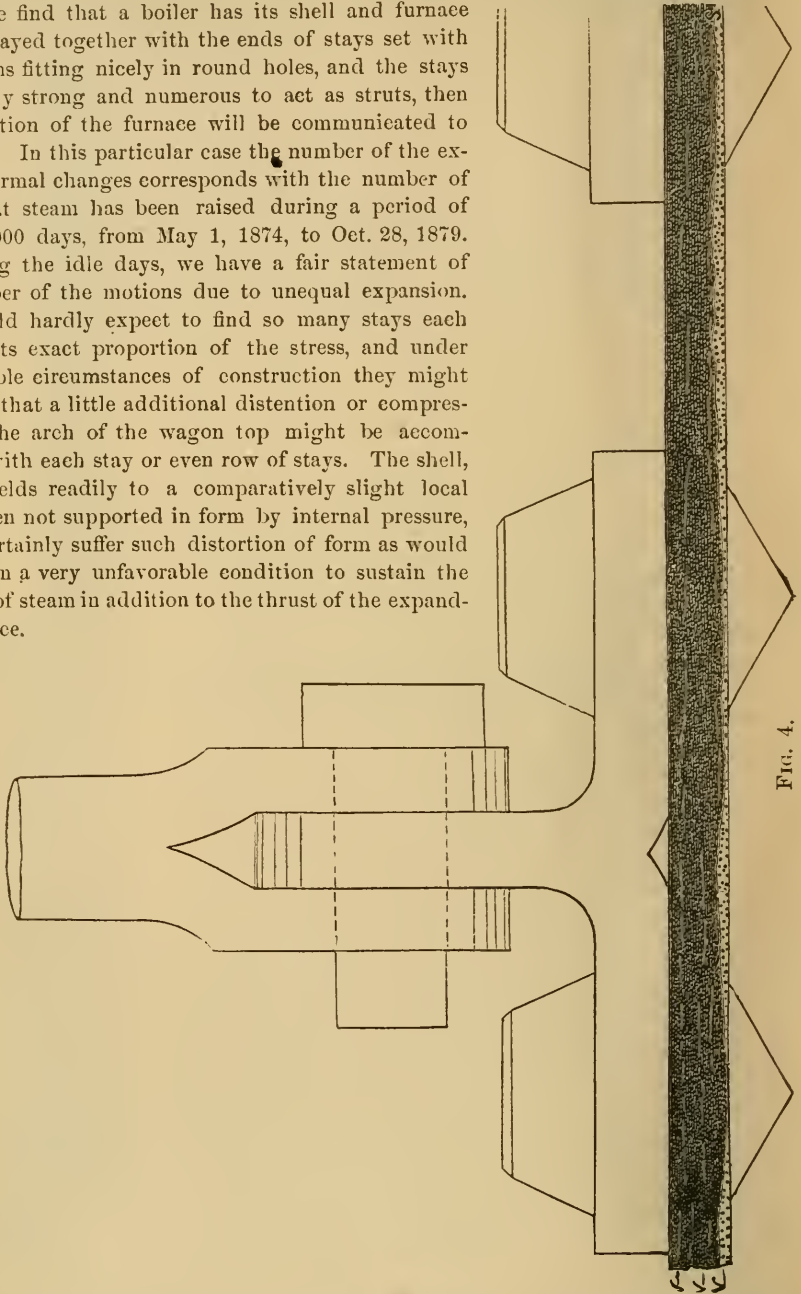 find that a boiler has its shell and furnace
ayed together with the ends of stays set with
ns fitting nicely in round holes, and the stays
y strong and numerous to act as struts, then
tion of the furnace will be communicated to
In this particular case the number of the ex-
rmal changes corresponds with the number of
t steam has been raised during a period of
000 days, from May 1, 1874, to Oct. 28, 1879.
g the idle days, we have a fair statement of
er of the motions due to unequal expansion.
ld hardly expect to find so many stays each
ts exact proportion of the stress, and under
ble circumstances of construction they might
that a little additional distention or compres-
he arch of the wagon top might be accom-
ith each stay or even row of stays. The shell,
elds readily to a comparatively slight local
en not supported in form by internal pressure,
rtainly suffer such distortion of form as would
n a very unfavorable condition to sustain the
of steam in addition to the thrust of the expand-
ce.
FIG. 4.